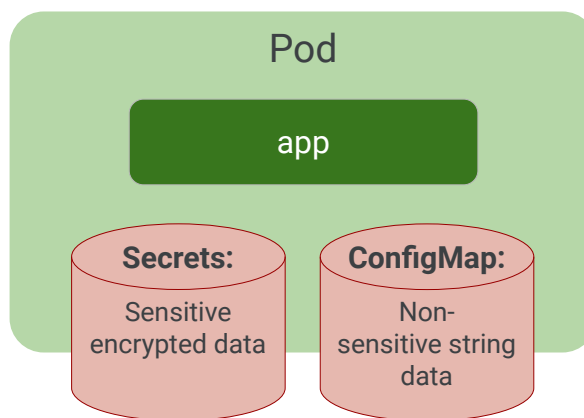 Pod
app
Secrets:
Sensitive
encrypted data
ConfigMap:
Non-
sensitive string
data